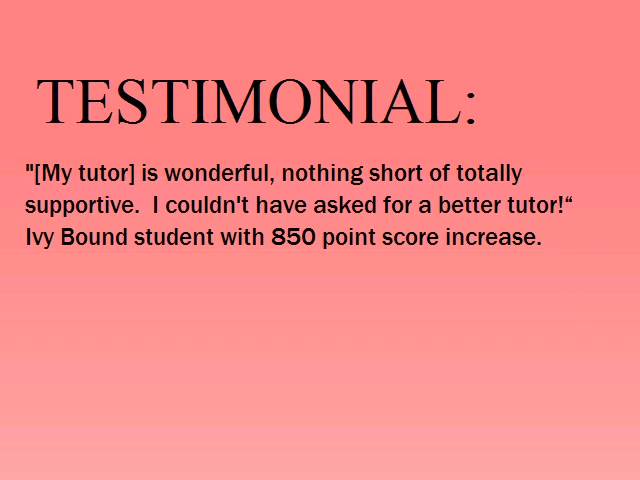 TESTIMONIAL:
"[My tutor] is wonderful, nothing short of totally
supportive.  I couldn't have asked for a better tutor!“
Ivy Bound student with 850 point score increase.